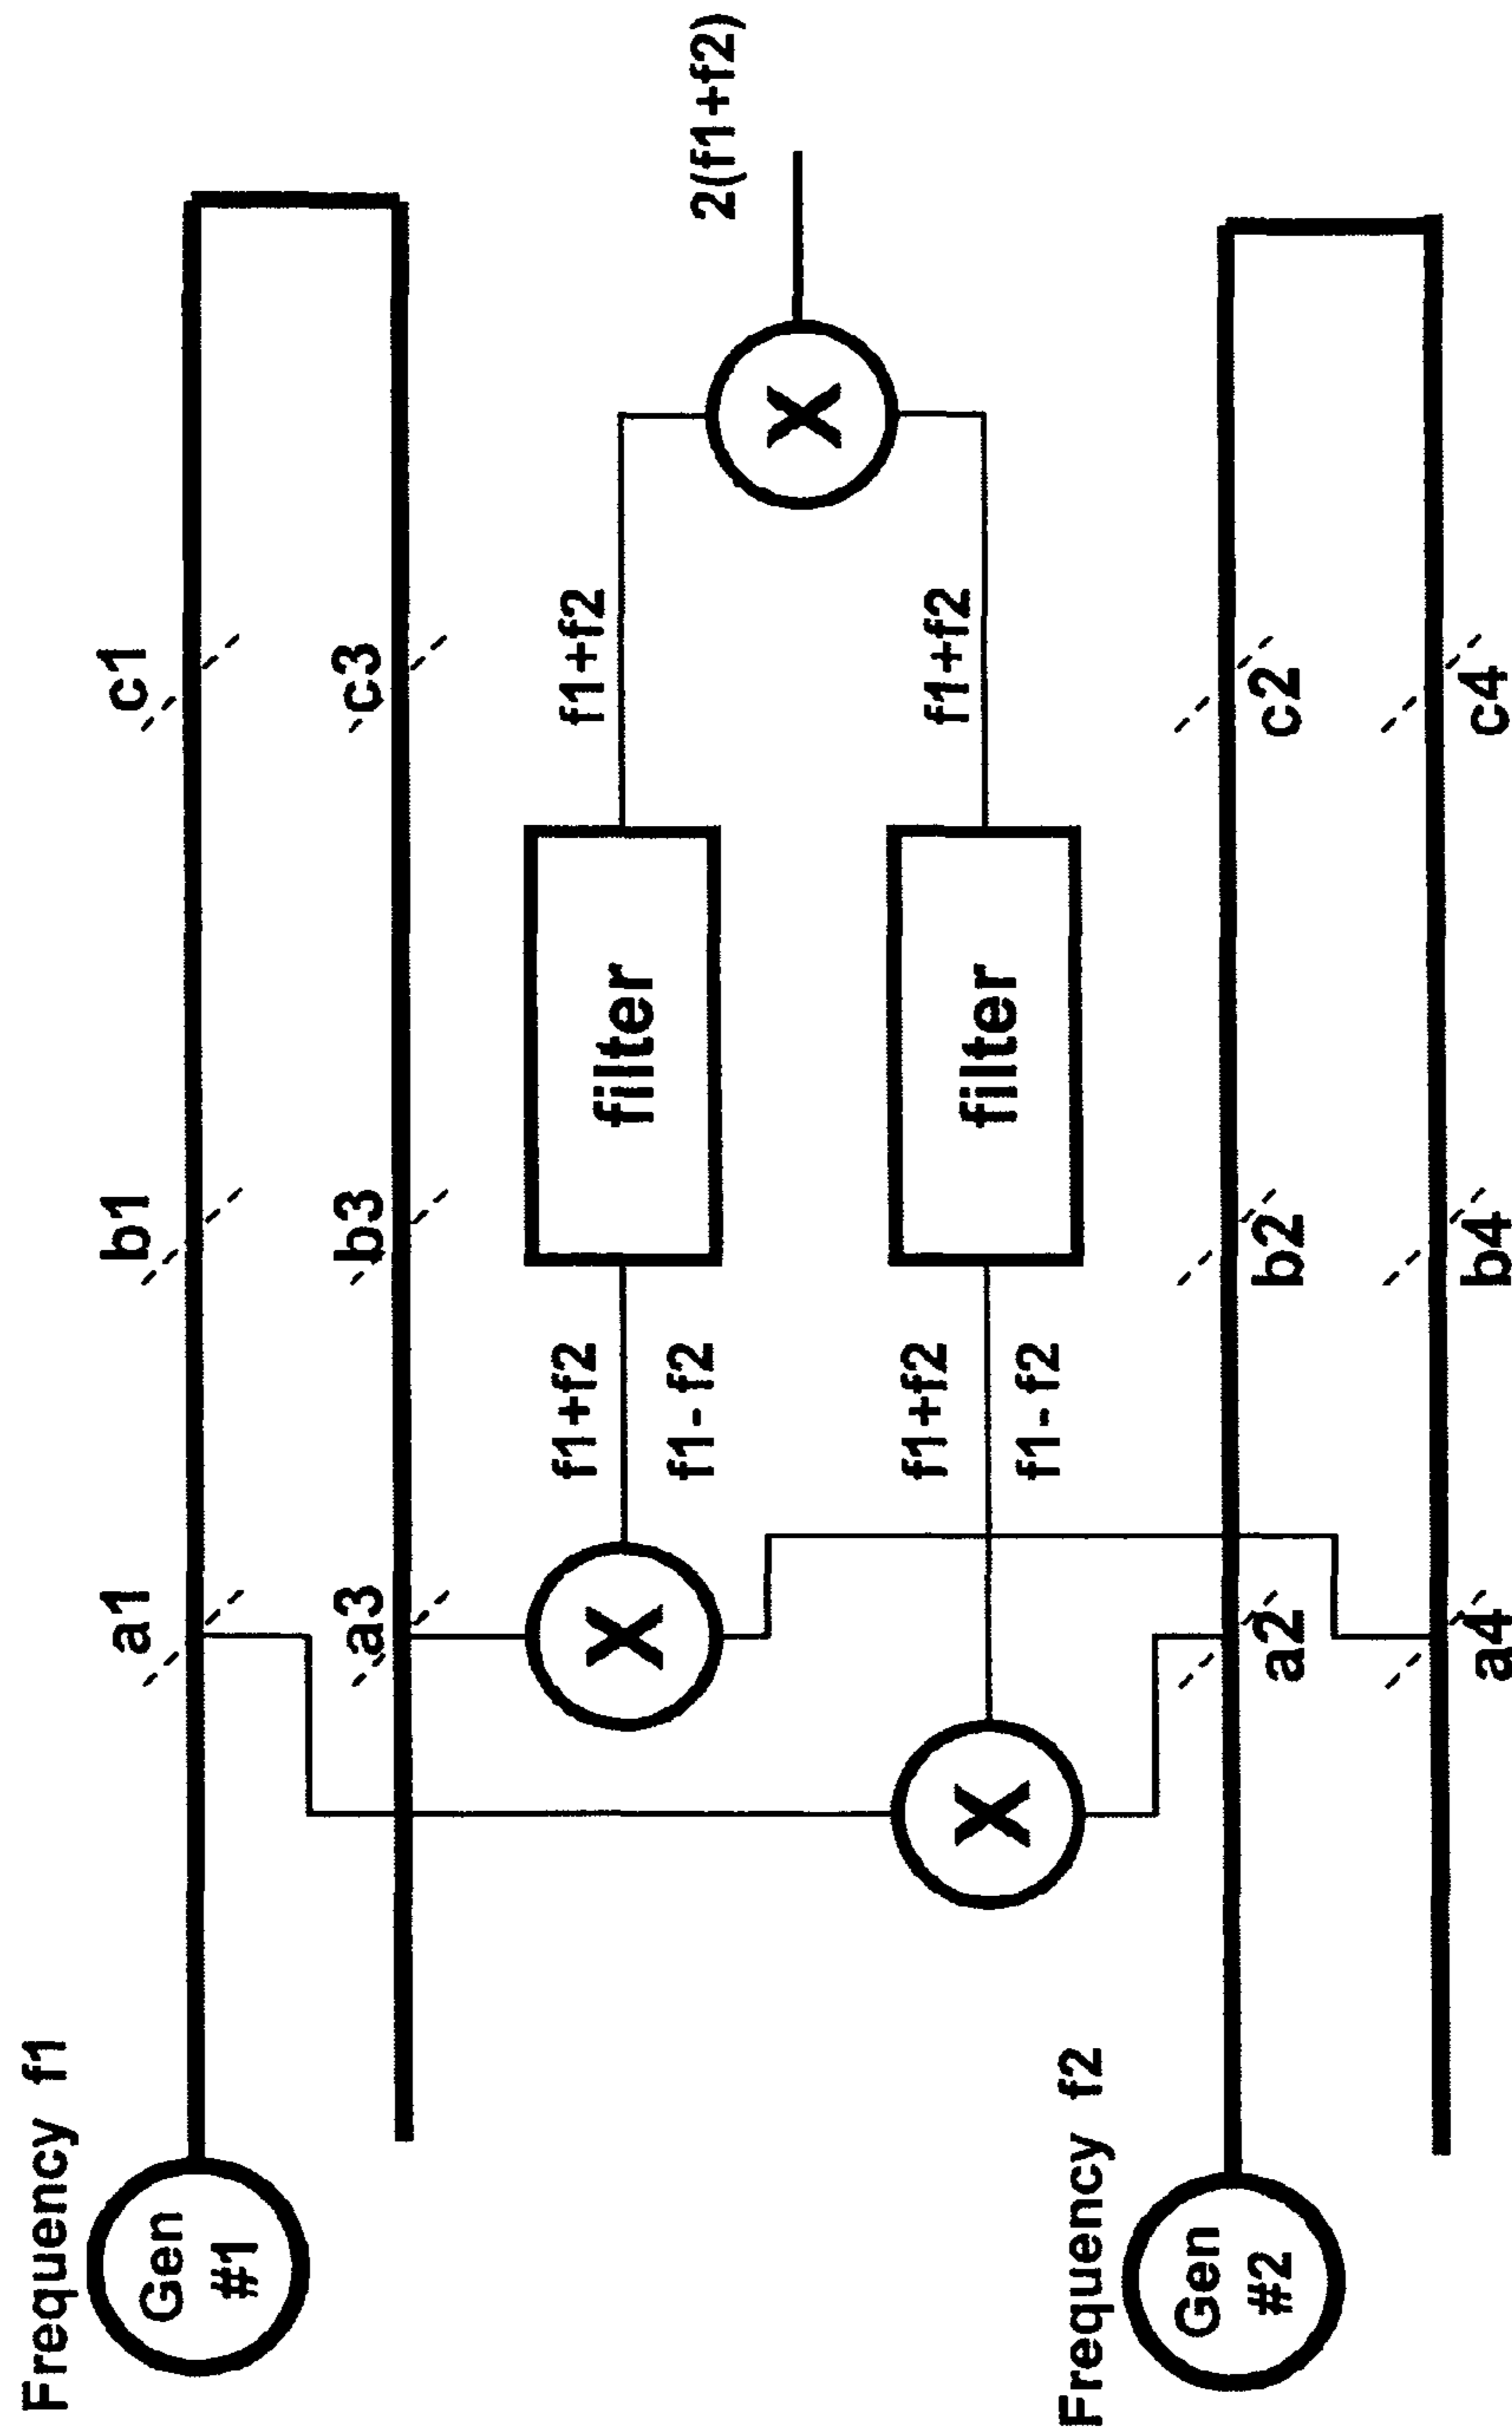 Frequency f1
Gen
#1
a1
b1
c1
a3
b3
c3
X
f1+f2
f1-f2
filter
f1+f2
X
2(f1+f2)
X
f1+f2
f1-f2
filter
f1+f2
Frequency f2
Gen
#2
a2
b2
c2
a4
b4
c4